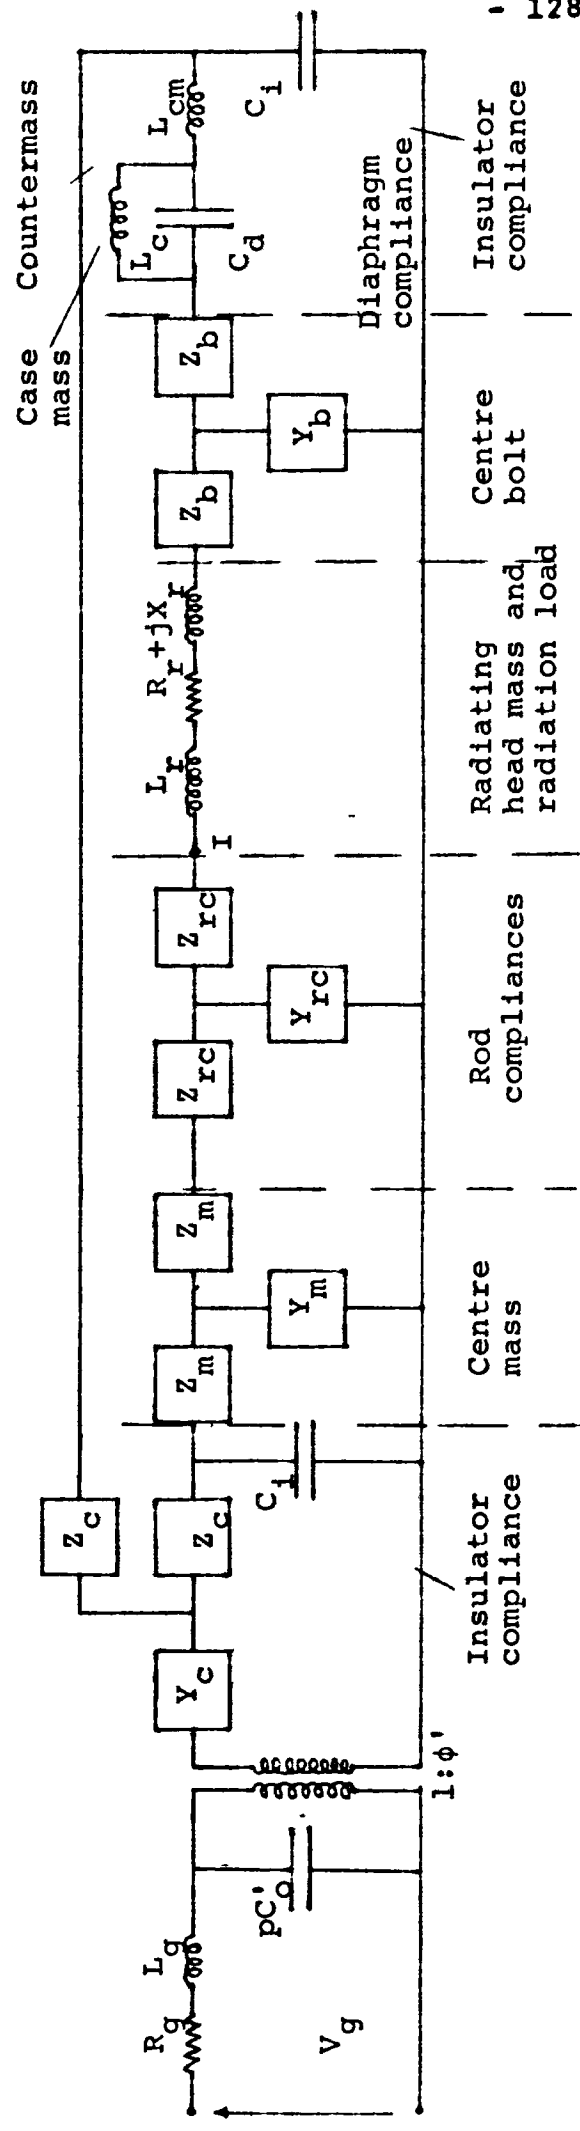 - 128
Case
mass
Countermass
R_g
L_g
V_g
pC'_o
1:φ'
Y_c
Z_c
Z_c
C_i
Insulator
compliance
Z_m
Y_m
Z_m
Centre
mass
Z_rc
Y_rc
Z_rc
Rod
compliances
I
L_r
R_r+jX_r
Radiating
head mass and
radiation load
Z_b
Y_b
Z_b
Centre
bolt
L_c
C_d
L_cm
C_i
Diaphragm
compliance
Insulator
compliance